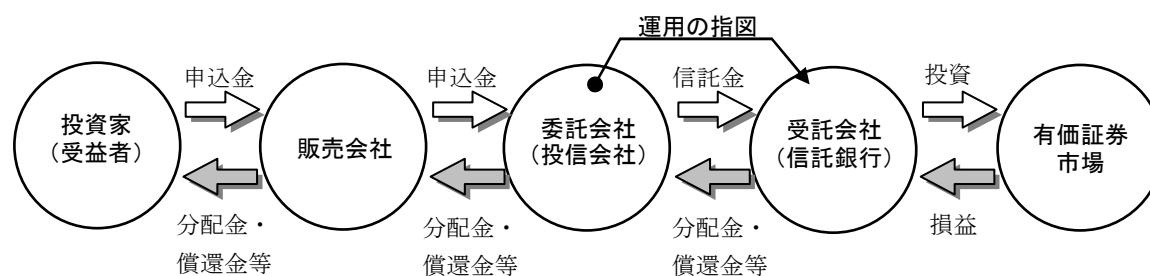 運用の指図
申込金
申込金
信託金
投資
投資家
（受益者）
販売会社
委託会社
（投信会社）
受託会社
（信託銀行）
有価証券
市場
分配金・
償還金等
分配金・
償還金等
分配金・
償還金等
損益